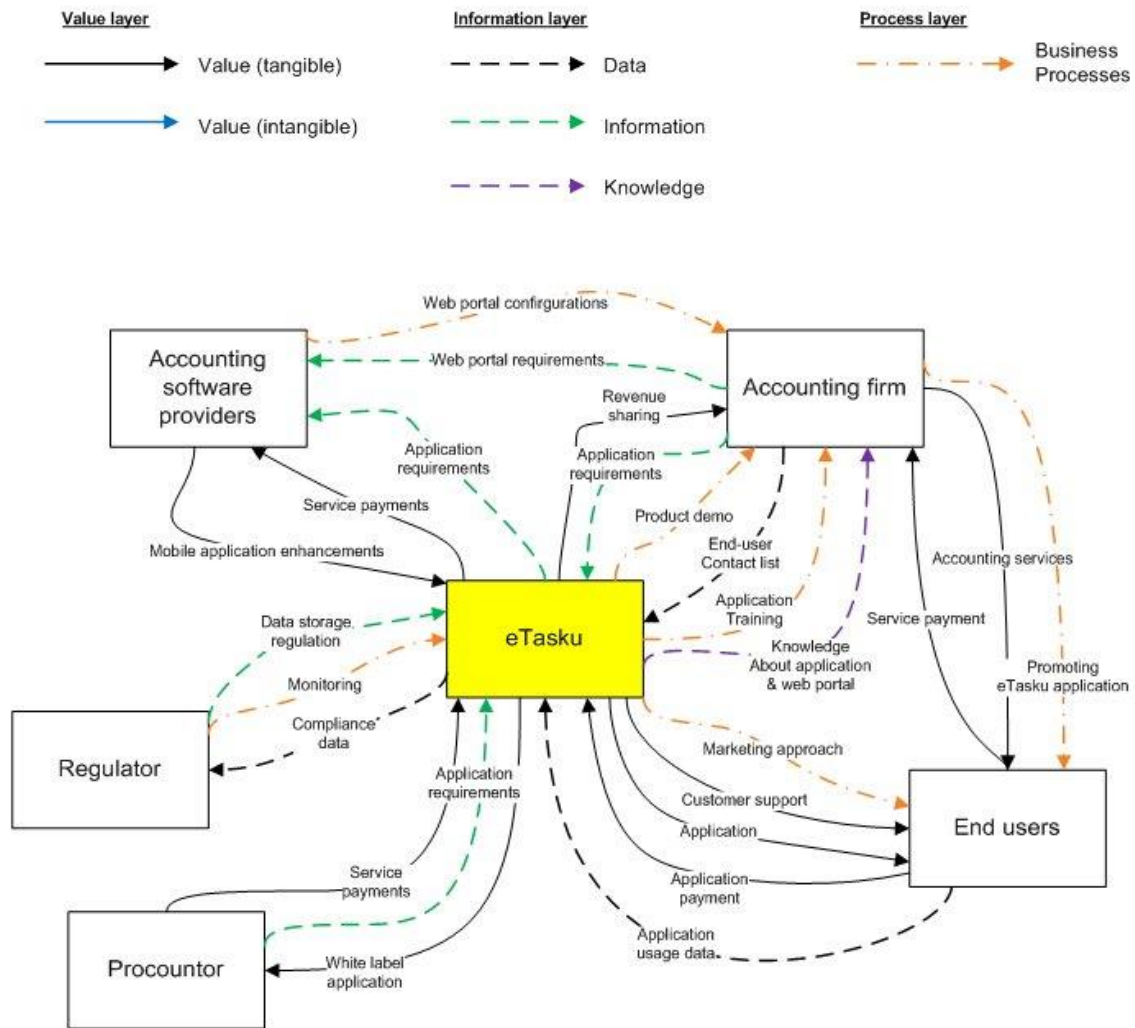 Value layer
Information layer
Process layer
Value (tangible)
Data
Business
Processes
Value (intangible)
Information
Knowledge
Web portal confirgurations
Accounting
software
providers
Web portal requirements
Accounting firm
Revenue
sharing
Application
requirements
Application
requirements
Service payments
Product demo
Mobile application enhancements
End-user
Contact list
Accounting services
Data storage
regulation
eTasku
Application
Training
Service payment
Knowledge
About application
& web portal
Promoting
eTasku application
Monitoring
Compliance
data
Regulator
Marketing approach
Application
requirements
Customer support
End users
Application
Service
payments
Application
payment
Procountor
White label
application
Application
usage data